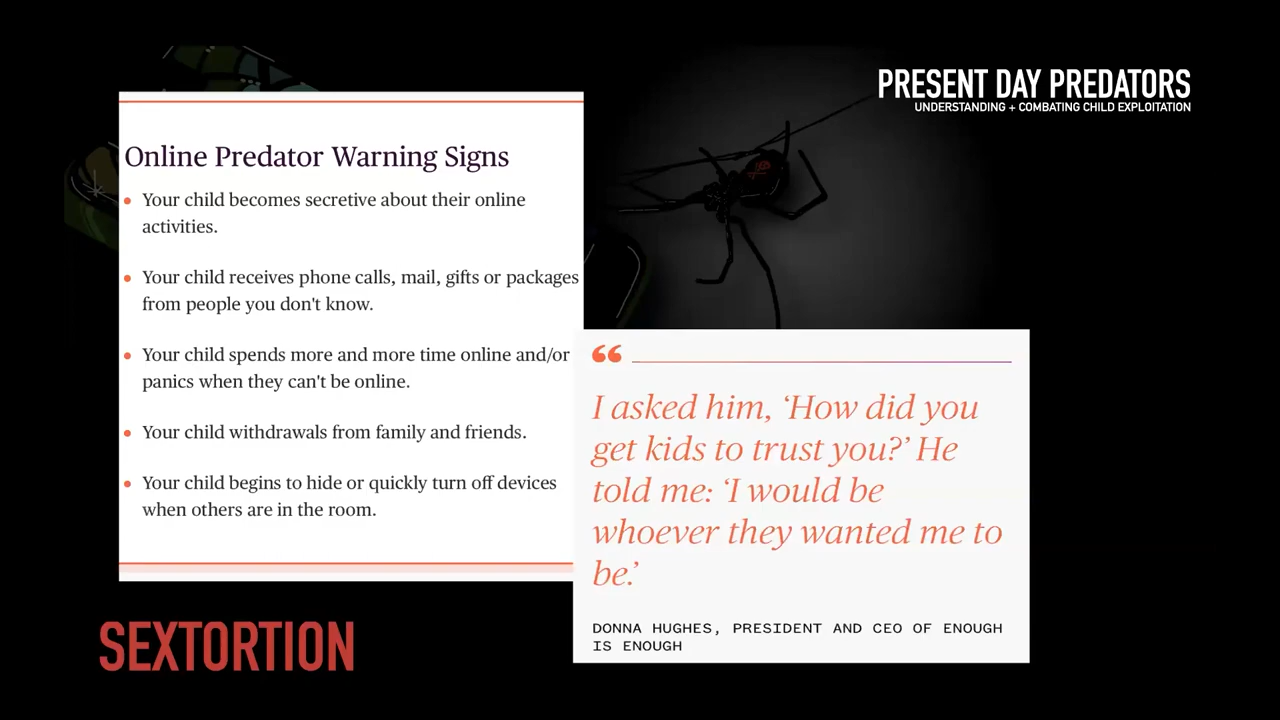 PRESENT DAY PREDATORS
UNDERSTANDING + COMBATING CHILD EXPLOITATION
Online Predator Warning Signs
• Your child becomes secretive about their online
activities.
• Your child receives phone calls, mail, gifts or packages
from people you don't know.
• Your child spends more and more time online and/or
panics when they can't be online.
• Your child withdrawals from family and friends.
• Your child begins to hide or quickly turn off devices
when others are in the room.
“
I asked him, ‘How did you
get kids to trust you?’ He
told me: ‘I would be
whoever they wanted me to
be.’
DONNA HUGHES, PRESIDENT AND CEO OF ENOUGH
IS ENOUGH
SEXTORTION